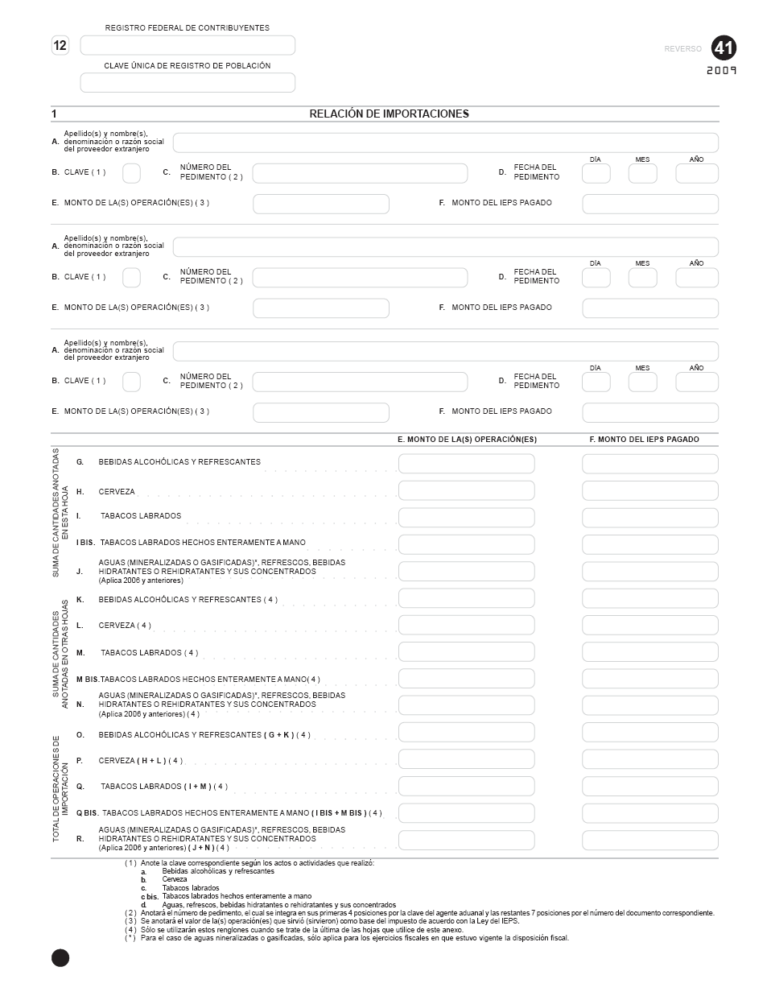 REGISTRO FEDERAL DE CONTRIBUYENTES
12
REVERSO 41
CLAVE ÚNICA DE REGISTRO DE POBLACIÓN
2009
1 RELACIÓN DE IMPORTACIONES
Apellido(s) y nombre(s),
A. denominación o razón social
del proveedor extranjero
DÍA MES AÑO
B. CLAVE ( 1 ) C. NÚMERO DEL PEDIMENTO ( 2 ) D. FECHA DEL PEDIMENTO
E. MONTO DE LA(S) OPERACIÓN(ES) ( 3 ) F. MONTO DEL IEPS PAGADO
Apellido(s) y nombre(s),
A. denominación o razón social
del proveedor extranjero
DÍA MES AÑO
B. CLAVE ( 1 ) C. NÚMERO DEL PEDIMENTO ( 2 ) D. FECHA DEL PEDIMENTO
E. MONTO DE LA(S) OPERACIÓN(ES) ( 3 ) F. MONTO DEL IEPS PAGADO
Apellido(s) y nombre(s),
A. denominación o razón social
del proveedor extranjero
DÍA MES AÑO
B. CLAVE ( 1 ) C. NÚMERO DEL PEDIMENTO ( 2 ) D. FECHA DEL PEDIMENTO
E. MONTO DE LA(S) OPERACIÓN(ES) ( 3 ) F. MONTO DEL IEPS PAGADO
E. MONTO DE LA(S) OPERACIÓN(ES) F. MONTO DEL IEPS PAGADO
SUMA DE CANTIDADES ANOTADAS
EN ESTA HOJA
G. BEBIDAS ALCOHÓLICAS Y REFRESCANTES
H. CERVEZA
I. TABACOS LABRADOS
I BIS. TABACOS LABRADOS HECHOS ENTERAMENTE A MANO
AGUAS (MINERALIZADAS O GASIFICADAS)*, REFRESCOS, BEBIDAS
J. HIDRATANTES O REHIDRATANTES Y SUS CONCENTRADOS
(Aplica 2006 y anteriores)
SUMA DE CANTIDADES
ANOTADAS EN OTRAS HOJAS
K. BEBIDAS ALCOHÓLICAS Y REFRESCANTES ( 4 )
L. CERVEZA ( 4 )
M. TABACOS LABRADOS ( 4 )
M BIS. TABACOS LABRADOS HECHOS ENTERAMENTE A MANO( 4 )
AGUAS (MINERALIZADAS O GASIFICADAS)*, REFRESCOS, BEBIDAS
N. HIDRATANTES O REHIDRATANTES Y SUS CONCENTRADOS
(Aplica 2006 y anteriores) ( 4 )
TOTAL DE OPERACIONES DE
IMPORTACIÓN
O. BEBIDAS ALCOHÓLICAS Y REFRESCANTES ( G + K ) ( 4 )
P. CERVEZA ( H + L ) ( 4 )
Q. TABACOS LABRADOS ( I + M ) ( 4 )
Q BIS. TABACOS LABRADOS HECHOS ENTERAMENTE A MANO ( I BIS + M BIS ) ( 4 )
AGUAS (MINERALIZADAS O GASIFICADAS)*, REFRESCOS, BEBIDAS
R. HIDRATANTES O REHIDRATANTES Y SUS CONCENTRADOS
(Aplica 2006 y anteriores) ( J + N ) ( 4 )
( 1 ) Anote la clave correspondiente según los actos o actividades que realizó:
a. Bebidas alcohólicas y refrescantes
b. Cerveza
c. Tabacos labrados
c bis. Tabacos labrados hechos enteramente a mano
d. Aguas, refrescos, bebidas hidratantes o rehidratantes y sus concentrados
( 2 ) Anotará el número de pedimento, el cual se integra en sus primeras 4 posiciones por la clave del agente aduanal y las restantes 7 posiciones por el número del documento correspondiente.
( 3 ) Se anotará el valor de la(s) operación(es) que sirvió (sirvieron) como base del impuesto de acuerdo con la Ley del IEPS.
( 4 ) Sólo se utilizarán estos renglones cuando se trate de la última de las hojas que utilice de este anexo.
( * ) Para el caso de aguas mineralizadas o gasificadas, sólo aplica para los ejercicios fiscales en que estuvo vigente la disposición fiscal.